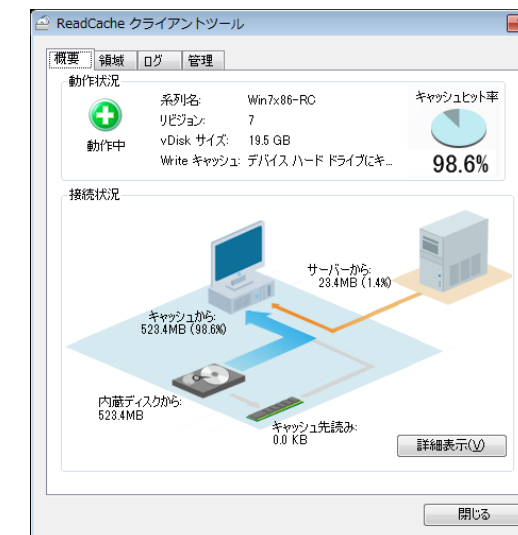 ReadCache クライアントツール
概要 領域 ログ 管理
動作状況
動作中
系列名: Win7x86-RC
リビジョン: 7
vDisk サイズ: 19.5 GB
Write キャッシュ: デバイス ハード ドライブにキ...
キャッシュヒット率
98.6%
接続状況
サーバーから:
23.4MB (1.4%)
キャッシュから:
523.4MB (98.6%)
内蔵ディスクから:
523.4MB
キャッシュ先読み:
0.0 KB
詳細表示(V)
閉じる